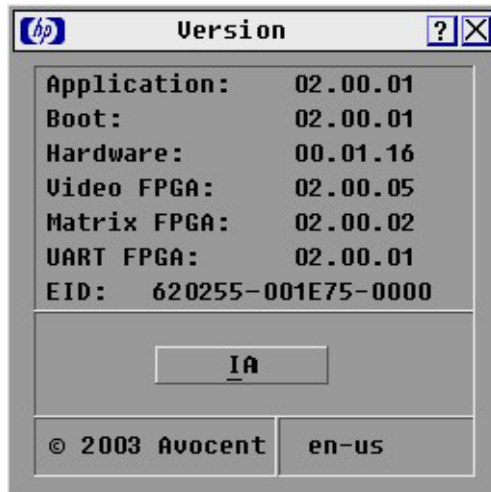 hp Version ? X
Application: 02.00.01
Boot: 02.00.01
Hardware: 00.01.16
Video FPGA: 02.00.05
Matrix FPGA: 02.00.02
UART FPGA: 02.00.01
EID: 620255-001E75-0000
IA
© 2003 Avocent en-us